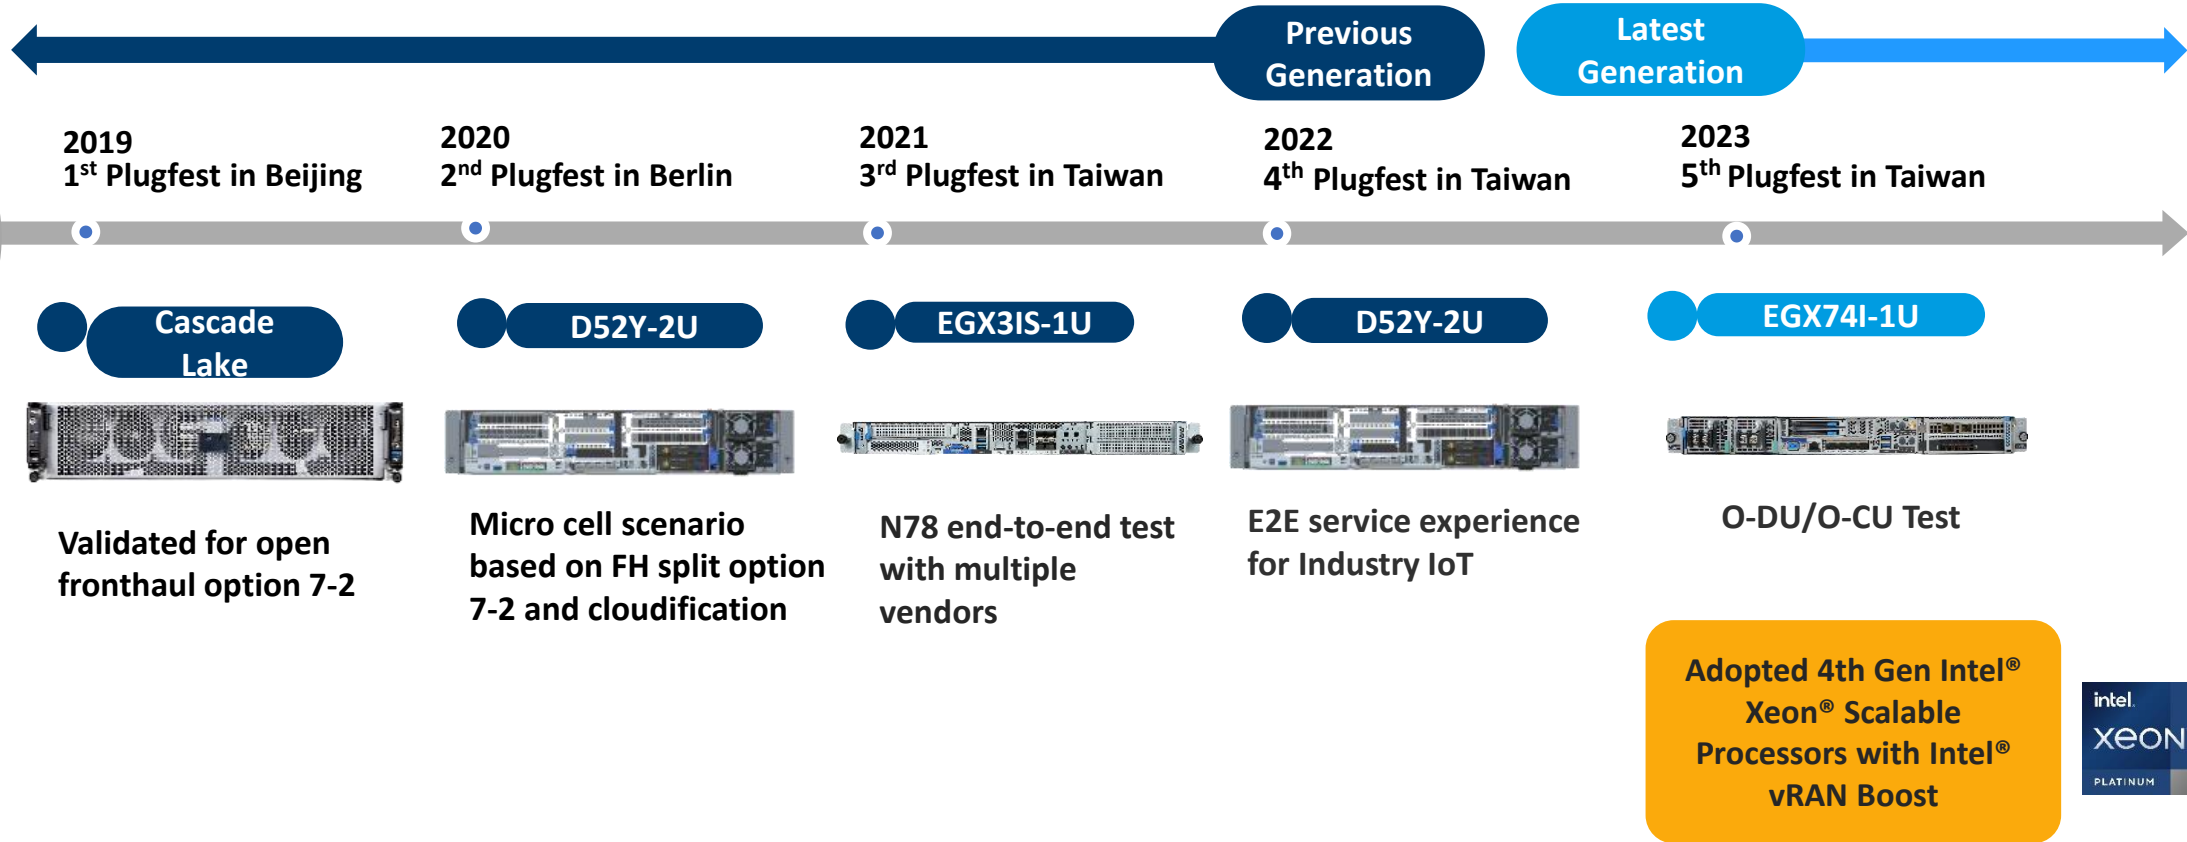 Previous
Generation
Latest
Generation
2019
1st Plugfest in Beijing
2020
2nd Plugfest in Berlin
2021
3rd Plugfest in Taiwan
2022
4th Plugfest in Taiwan
2023
5th Plugfest in Taiwan
Cascade
Lake
D52Y-2U
EGX3IS-1U
D52Y-2U
EGX74I-1U
Validated for open
fronthaul option 7-2
Micro cell scenario
based on FH split option
7-2 and cloudification
N78 end-to-end test
with multiple
vendors
E2E service experience
for Industry IoT
O-DU/O-CU Test
Adopted 4th Gen Intel®
Xeon® Scalable
Processors with Intel®
vRAN Boost
intel.
xeon
PLATINUM